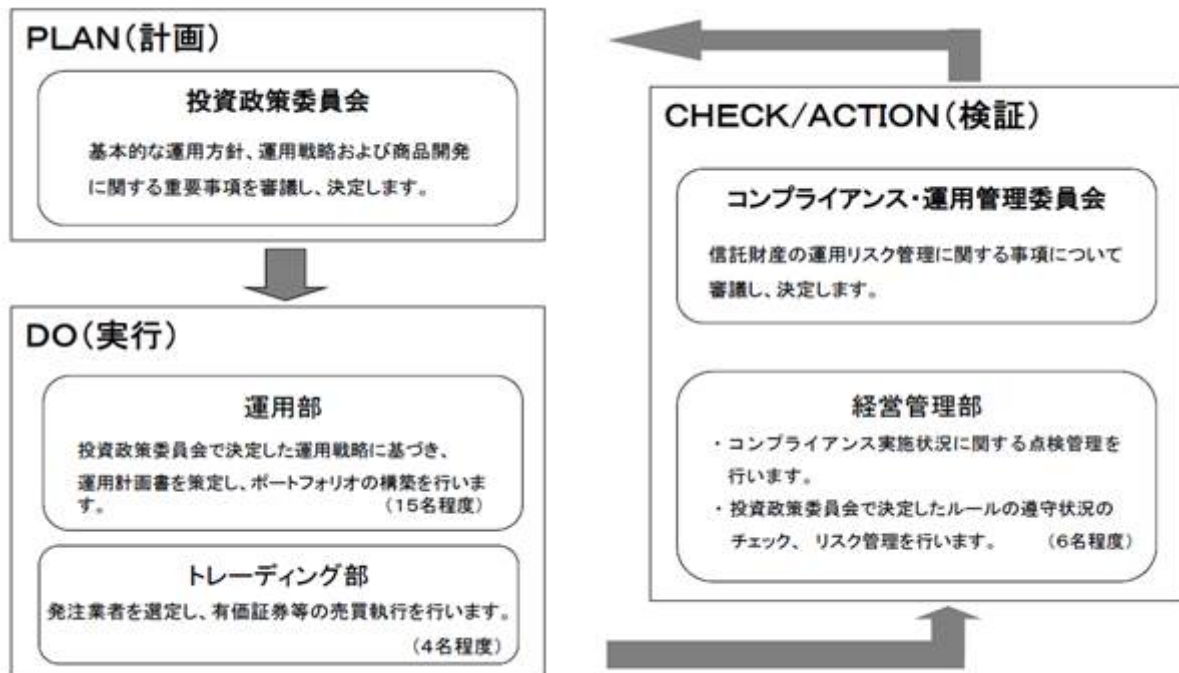 PLAN(計画)
投資政策委員会
基本的な運用方針、運用戦略および商品開発
に関する重要事項を審議し、決定します。
DO(実行)
運用部
投資政策委員会で決定した運用戦略に基づき、
運用計画書を策定し、ポートフォリオの構築を行いま
す。 (15名程度)
トレーディング部
発注業者を選定し、有価証券等の売買執行を行います。
(4名程度)
CHECK/ACTION(検証)
コンプライアンス・運用管理委員会
信託財産の運用リスク管理に関する事項について
審議し、決定します。
経営管理部
・コンプライアンス実施状況に関する点検管理を
行います。
・投資政策委員会で決定したルールの遵守状況の
チェック、 リスク管理を行います。 (6名程度)